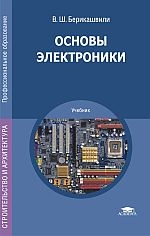 В. Ш. Берикашвили
ОСНОВЫ
ЭЛЕКТРОНИКИ
Учебник
Профессиональное образование
СТРОИТЕЛЬСТВО И АРХИТЕКТУРА
ACADEMA